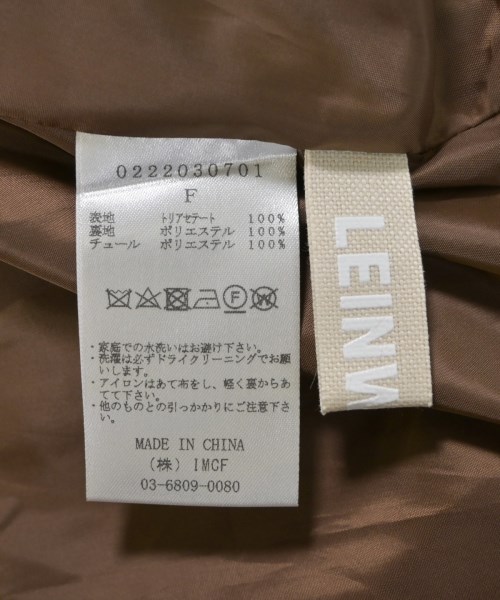 0222030701
F
表地 トリアセテート 100%
裏地 ポリエステル 100%
チュール ポリエステル 100%
・家庭での水洗いはお避け下さい。
・洗濯は必ずドライクリーニングでお願
いします。
・アイロンはあて布をし、軽く裏からあ
てて下さい。
・他のものとの引っかかりにご注意下さ
い。
MADE IN CHINA
(株) IMCF
03-6809-0080
LEINW